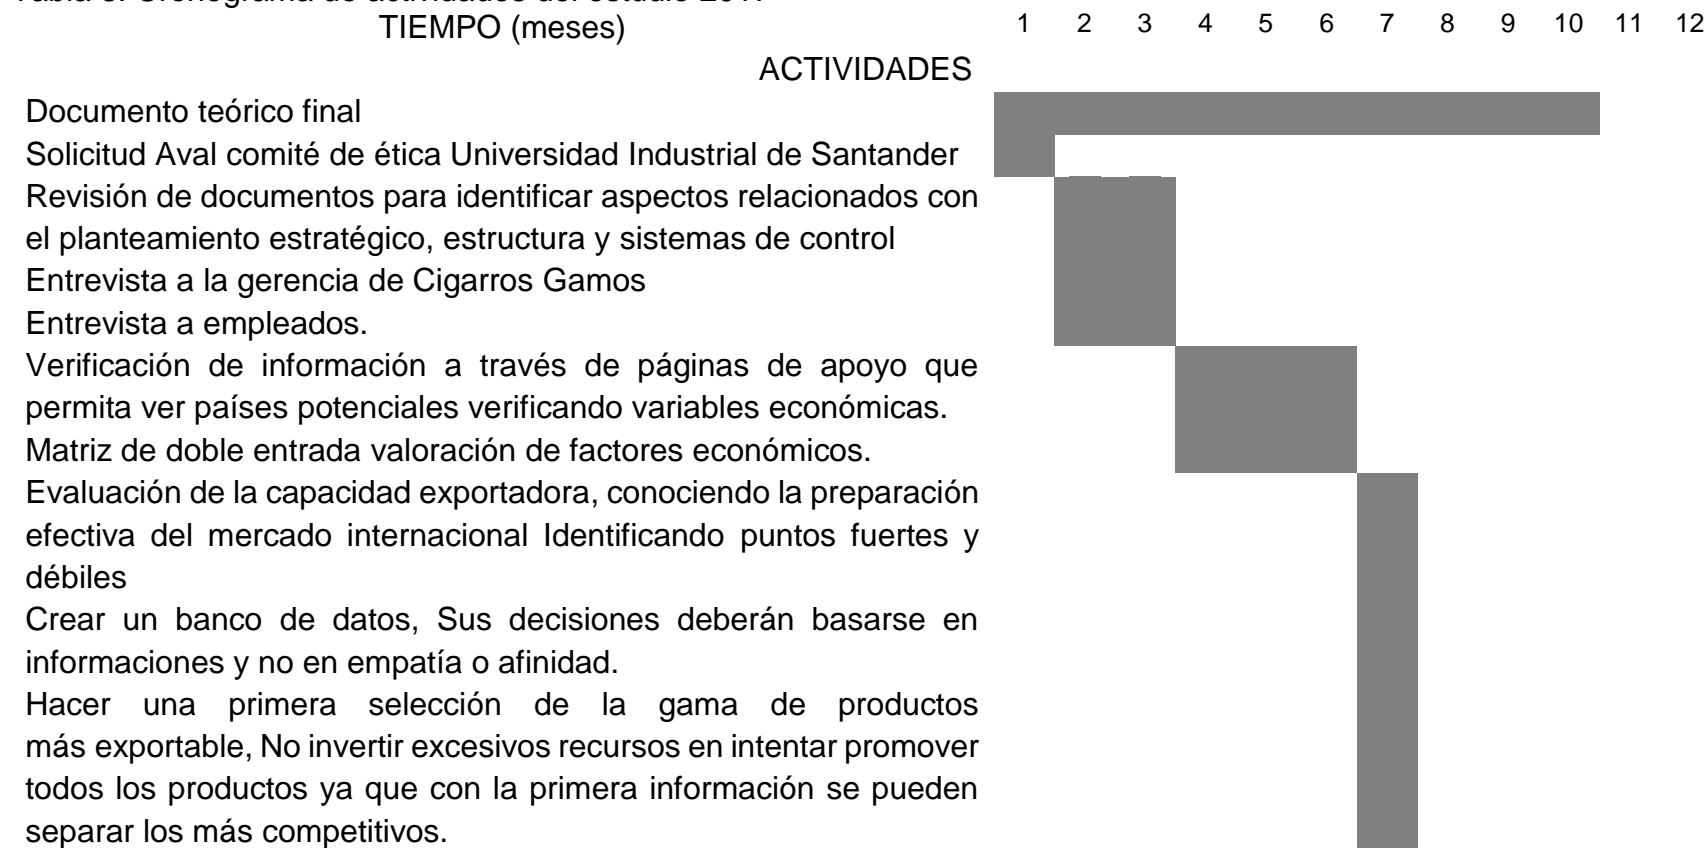 TIEMPO (meses) 1 2 3 4 5 6 7 8 9 10 11 12
ACTIVIDADES
Documento teórico final
Solicitud Aval comité de ética Universidad Industrial de Santander
Revisión de documentos para identificar aspectos relacionados con
el planteamiento estratégico, estructura y sistemas de control
Entrevista a la gerencia de Cigarros Gamos
Entrevista a empleados.
Verificación de información a través de páginas de apoyo que
permita ver países potenciales verificando variables económicas.
Matriz de doble entrada valoración de factores económicos.
Evaluación de la capacidad exportadora, conociendo la preparación
efectiva del mercado internacional Identificando puntos fuertes y
débiles
Crear un banco de datos, Sus decisiones deberán basarse en
informaciones y no en empatía o afinidad.
Hacer una primera selección de la gama de productos
más exportable, No invertir excesivos recursos en intentar promover
todos los productos ya que con la primera información se pueden
separar los más competitivos.